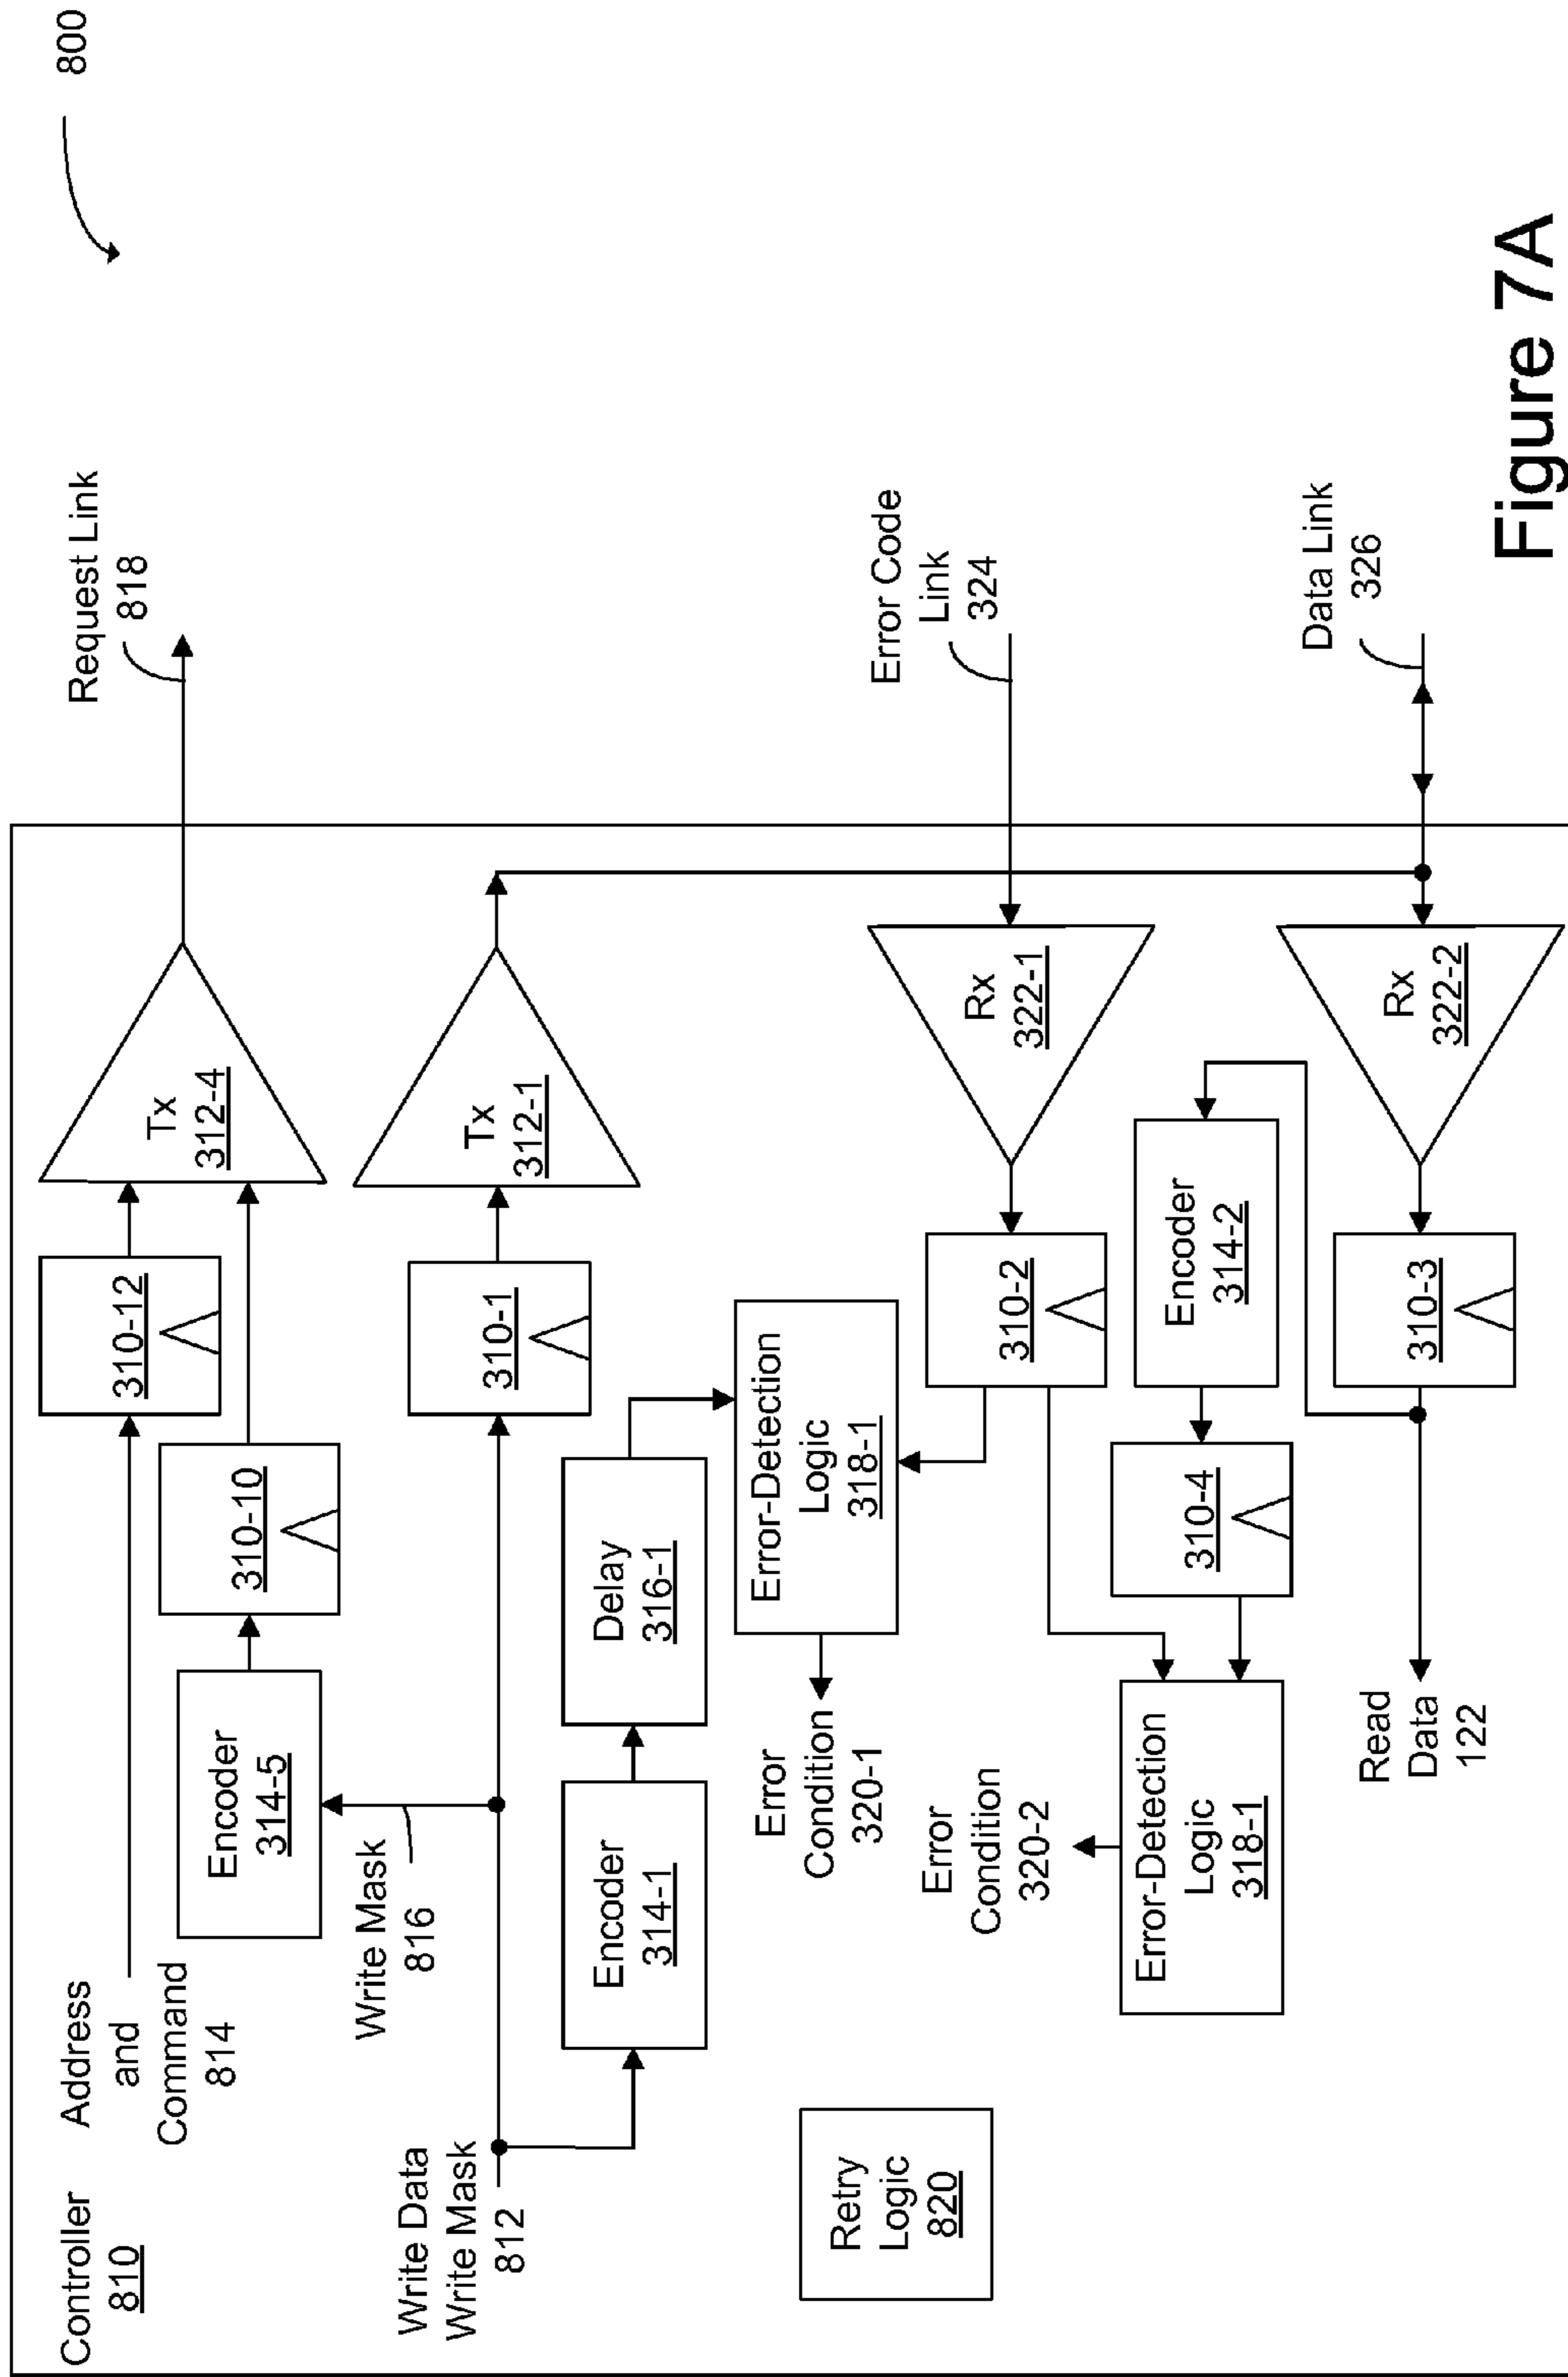 800
Controller
810
Address
and
Command
814
Request Link
818
Tx
312-4
310-12
310-10
Encoder
314-5
Write Mask
816
Tx
312-1
310-1
Write Data
Write Mask
812
Encoder
314-1
Delay
316-1
Error-Detection
Logic
318-1
Error
Condition
320-1
Retry
Logic
820
Error Code
Link
324
Rx
322-1
310-2
Encoder
314-2
310-4
Error-Detection
Logic
318-1
Error
Condition
320-2
Data Link
326
Rx
322-2
310-3
Read
Data
122
Figure 7A